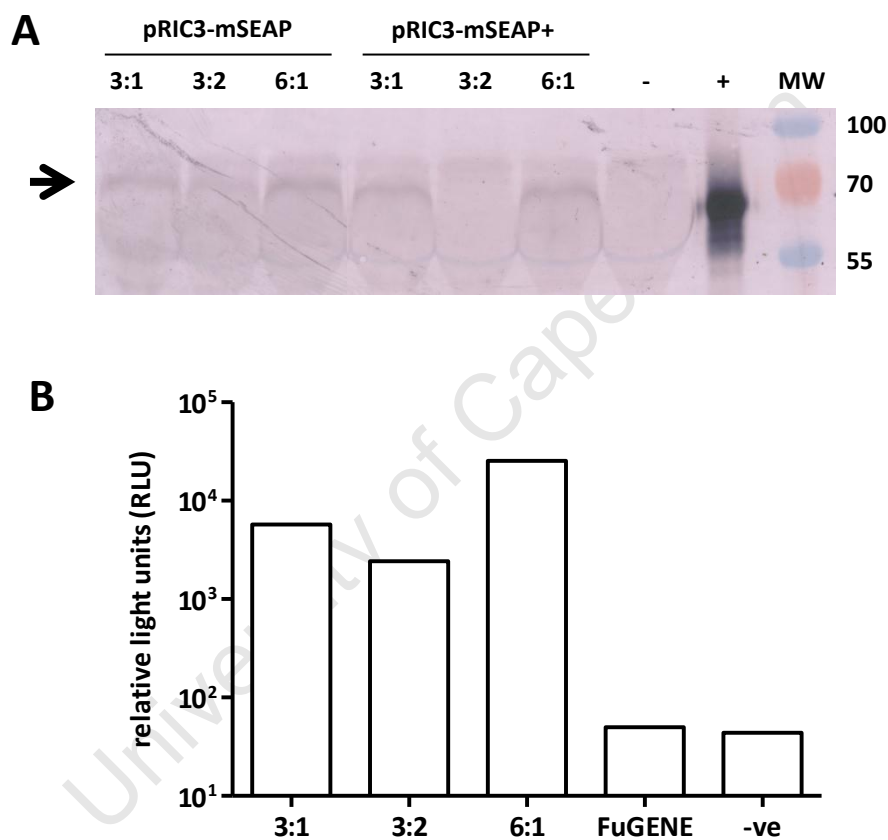 A
pRIC3-mSEAP pRIC3-mSEAP+
3:1 3:2 6:1 3:1 3:2 6:1 - + MW
100
70
55
B
relative light units (RLU)
10⁵
10⁴
10³
10²
10¹
3:1 3:2 6:1 FuGENE -ve
University of Cape